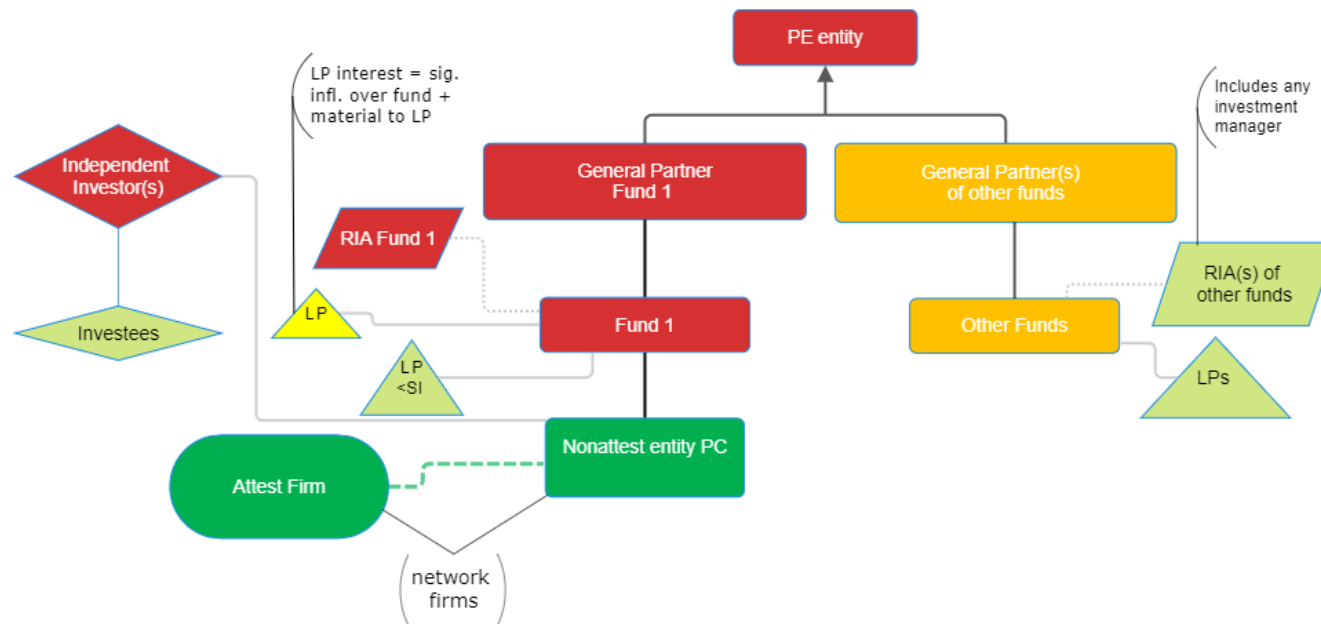 PE entity
LP interest = sig.
infl. over fund +
material to LP
Includes any
investment
manager
Independent
Investor(s)
General Partner
Fund 1
General Partner(s)
of other funds
RIA Fund 1
RIA(s) of
other funds
LP
Fund 1
Other Funds
Investees
LP
<SI
LPs
Nonattest entity PC
Attest Firm
network
firms